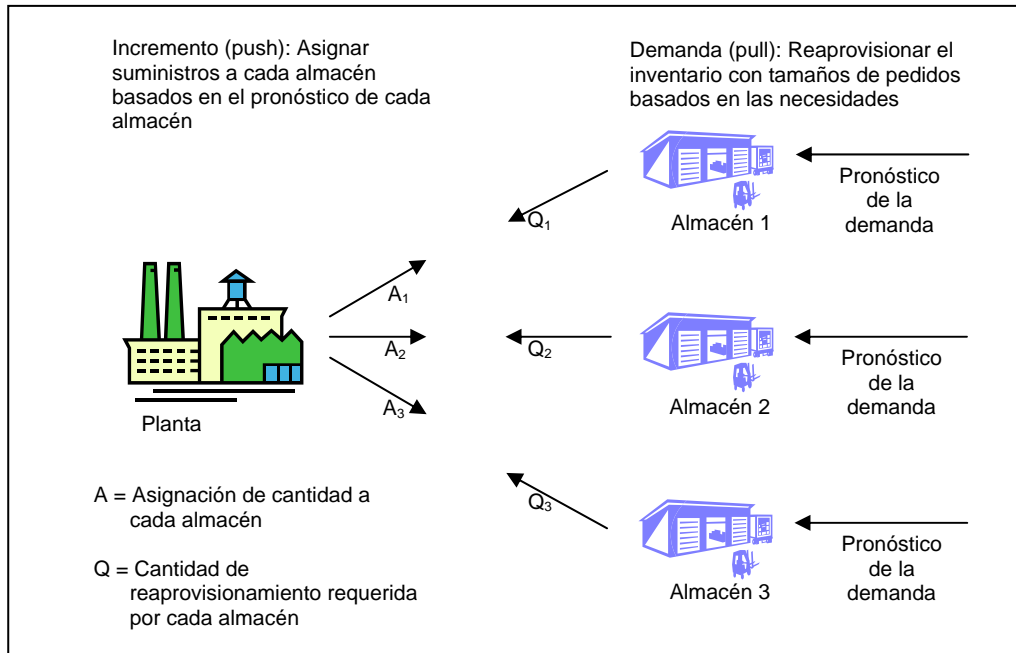 Incremento (push): Asignar
suministros a cada almacén
basados en el pronóstico de cada
almacén
Demanda (pull): Reaprovisionar el
inventario con tamaños de pedidos
basados en las necesidades
Q₁
Almacén 1
Pronóstico
de la
demanda
A₁
A₂
A₃
Planta
Q₂
Almacén 2
Pronóstico
de la
demanda
A = Asignación de cantidad a
cada almacén
Q = Cantidad de
reaprovisionamiento requerida
por cada almacén
Q₃
Almacén 3
Pronóstico
de la
demanda